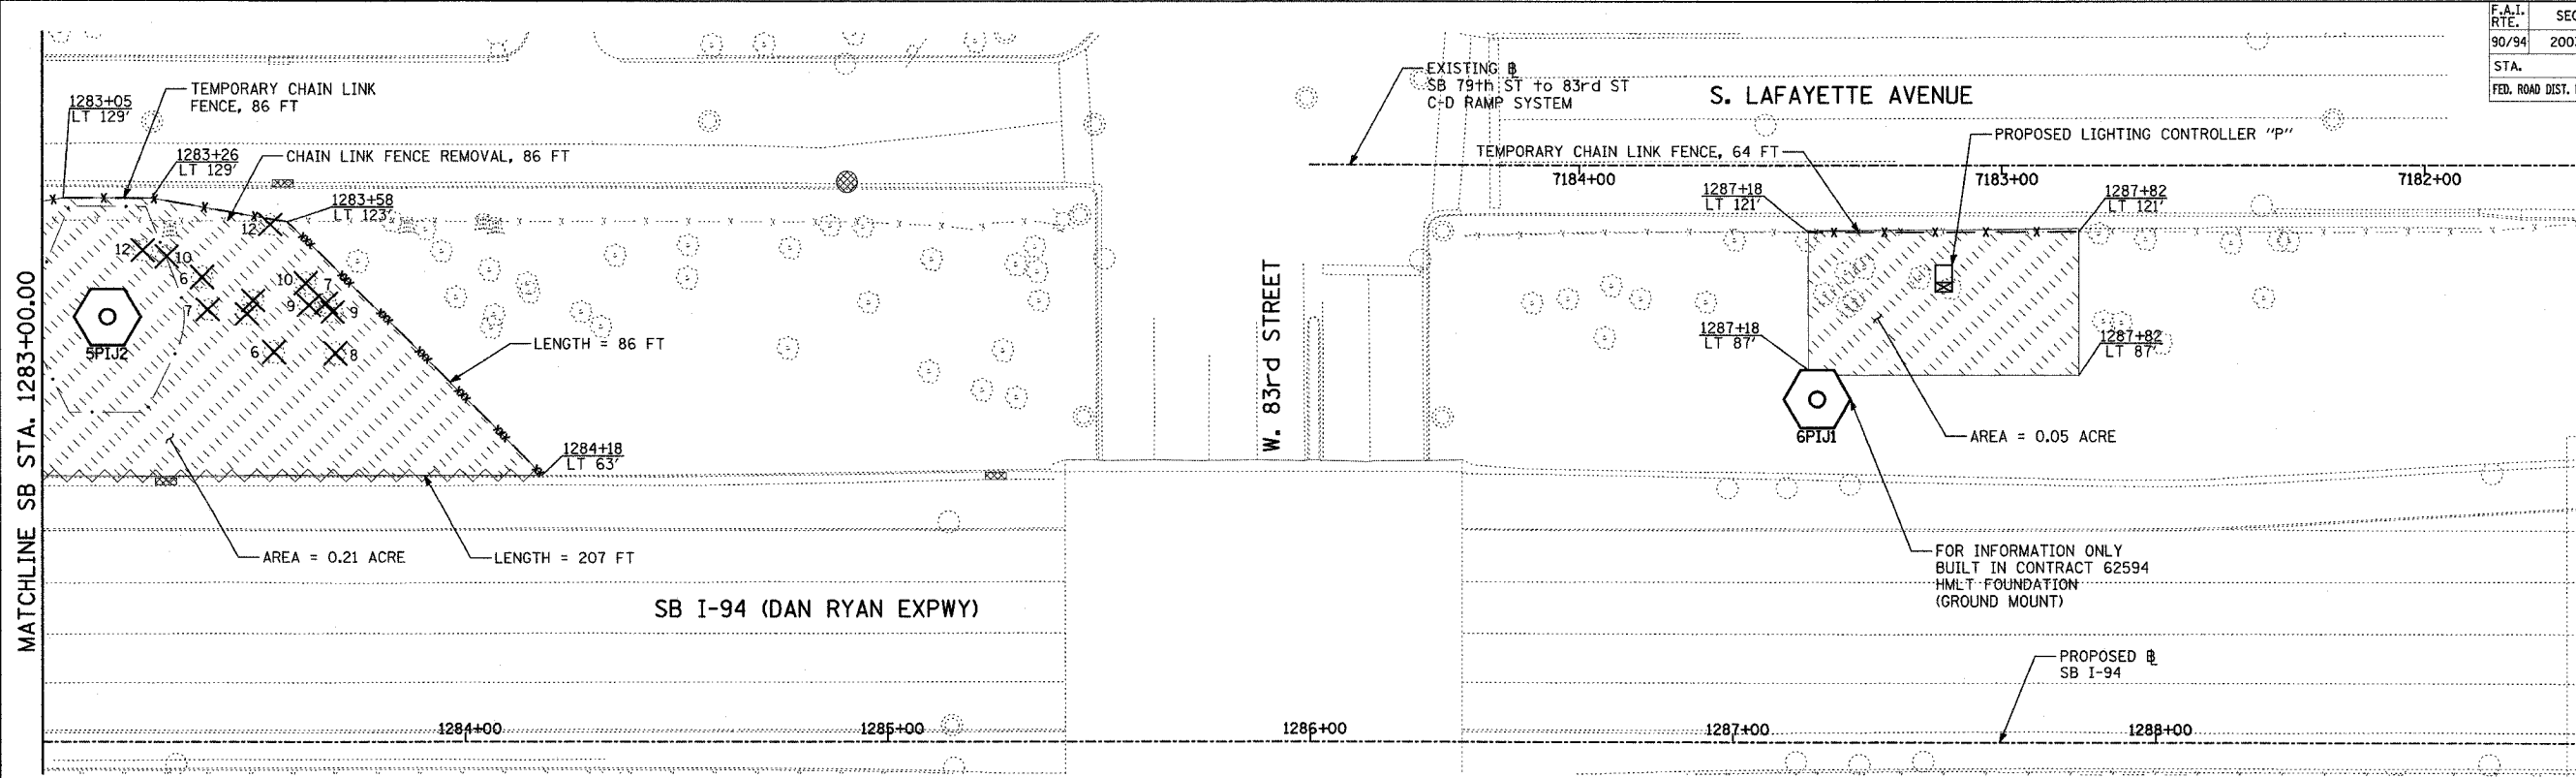 F.A.I.
RTE.
90/94
STA.
FED. ROAD DIST.
TEMPORARY CHAIN LINK
FENCE, 86 FT
1283+05
LT 129'
1283+26
LT 129'
CHAIN LINK FENCE REMOVAL, 86 FT
1283+58
LT 123'
12
12
10
6
10
7
7
9
9
6
8
5PIJ2
LENGTH = 86 FT
1284+18
LT 63'
AREA = 0.21 ACRE
LENGTH = 207 FT
MATCHLINE SB STA. 1283+00.00
SB I-94 (DAN RYAN EXPWY)
W. 83rd STREET
EXISTING B
SB 79th ST to 83rd ST
C-D RAMP SYSTEM
S. LAFAYETTE AVENUE
PROPOSED LIGHTING CONTROLLER "P"
TEMPORARY CHAIN LINK FENCE, 64 FT
7184+00
7183+00
7182+00
1287+18
LT 121'
1287+82
LT 121'
1287+18
LT 87'
1287+82
LT 87'
6PIJ1
AREA = 0.05 ACRE
FOR INFORMATION ONLY
BUILT IN CONTRACT 62594
HMLT FOUNDATION
(GROUND MOUNT)
PROPOSED B
SB I-94
1284+00
1285+00
1286+00
1287+00
1288+00